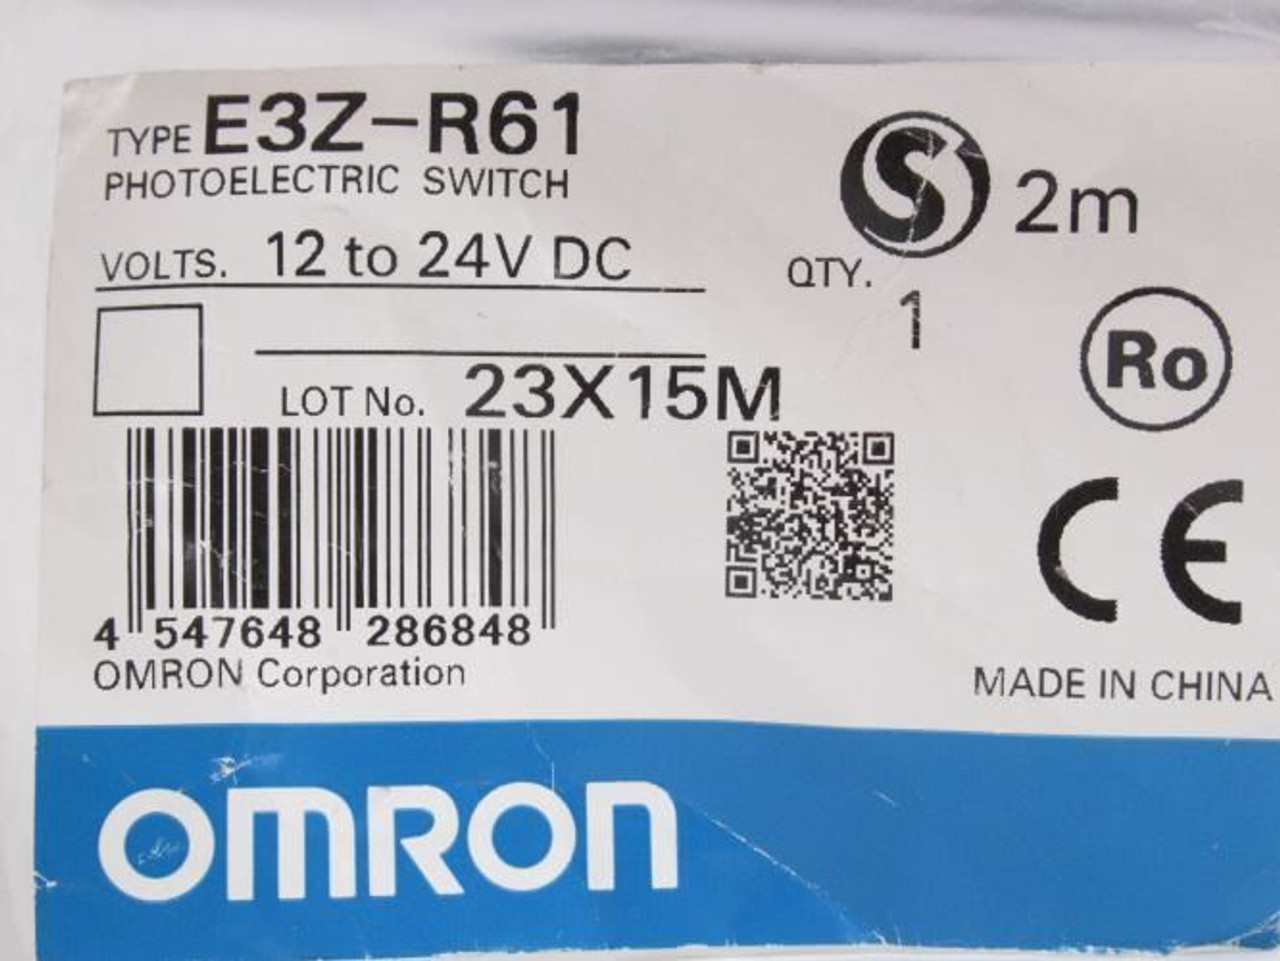 TYPE E3Z-R61
PHOTOELECTRIC SWITCH
S 2m
VOLTS. 12 to 24V DC
QTY. 1
Ro
LOT No. 23X15M
CE
4 547648 286848
OMRON Corporation
MADE IN CHINA
OMRON